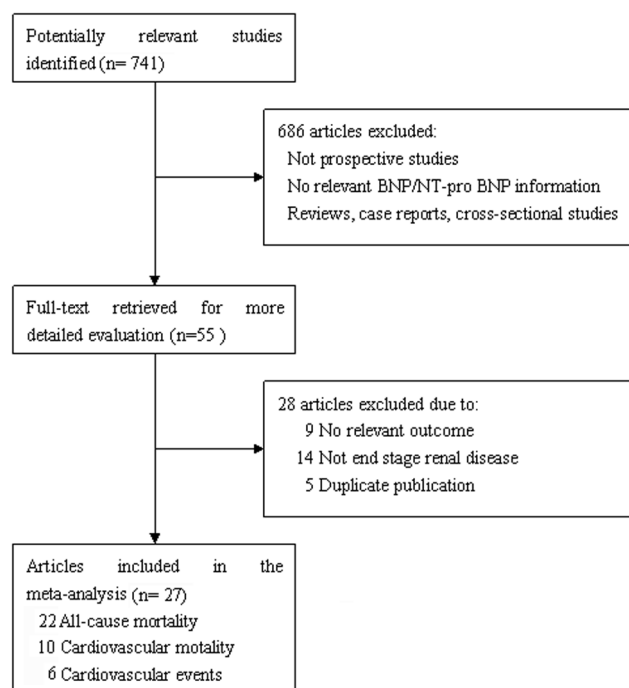 Potentially relevant studies
identified (n= 741)
686 articles excluded:
Not prospective studies
No relevant BNP/NT-pro BNP information
Reviews, case reports, cross-sectional studies
Full-text retrieved for more
detailed evaluation (n=55 )
28 articles excluded due to:
9 No relevant outcome
14 Not end stage renal disease
5 Duplicate publication
Articles included in the
meta-analysis (n= 27)
22 All-cause mortality
10 Cardiovascular motality
6 Cardiovascular events